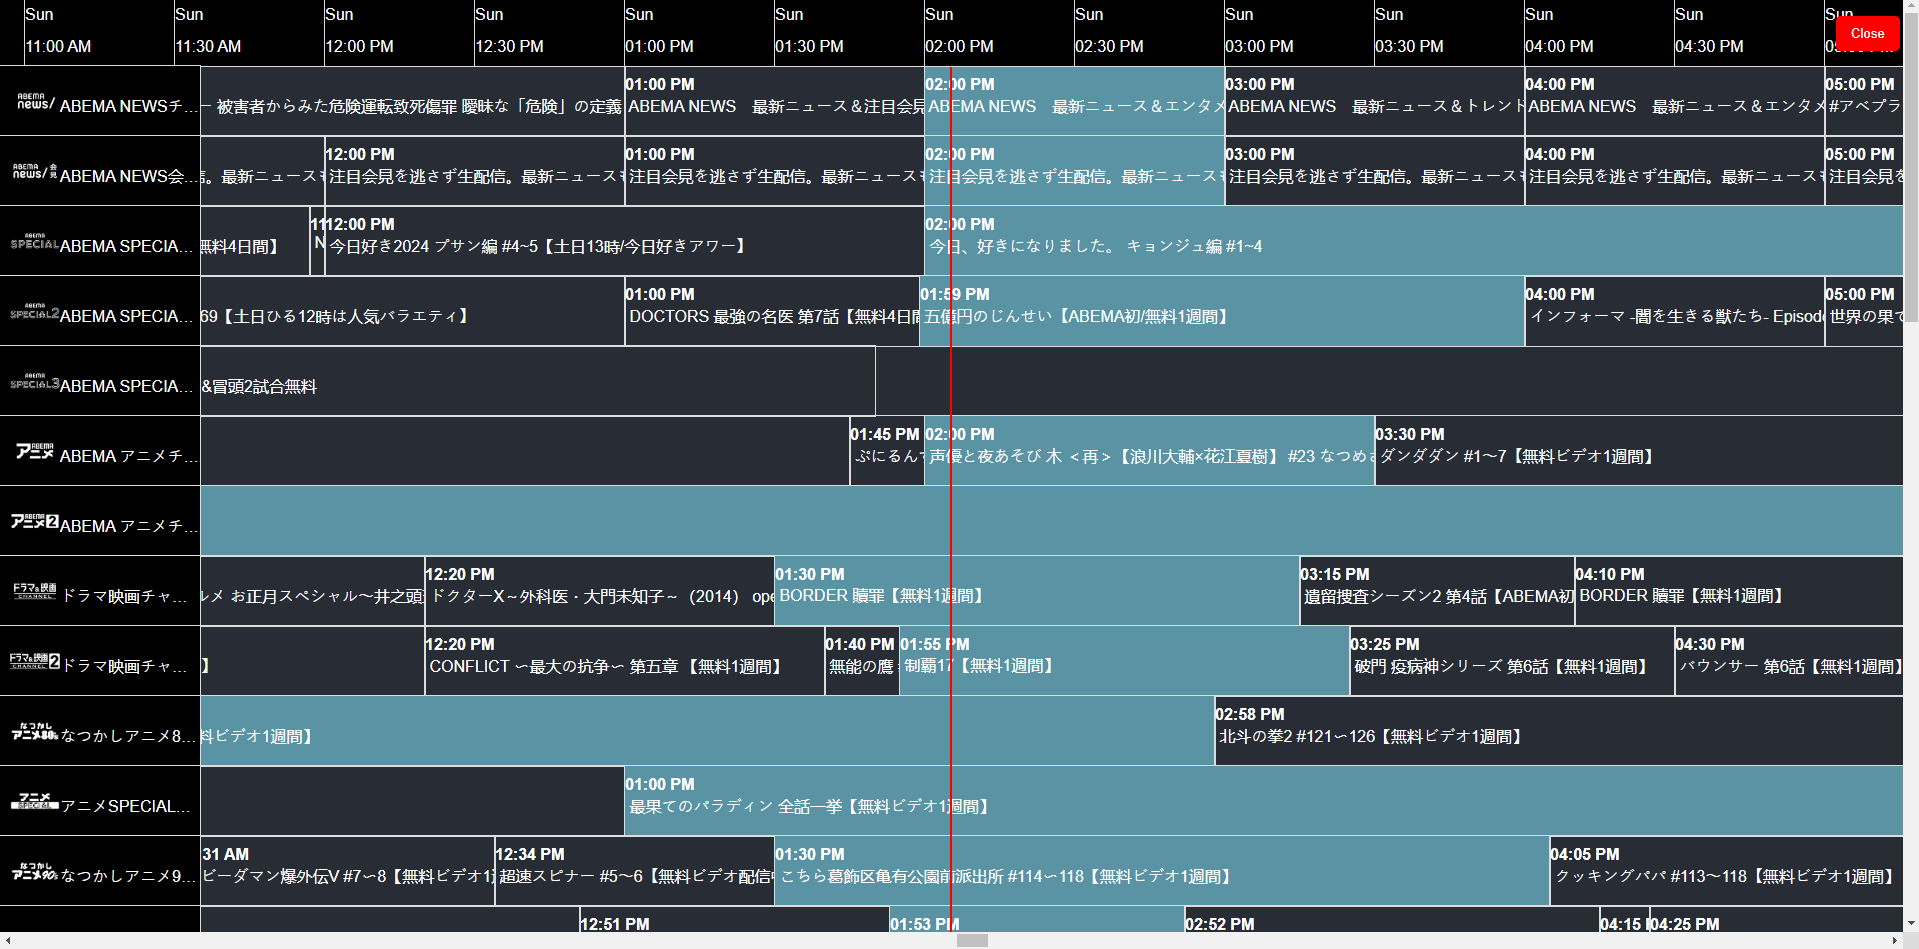 Sun Sun Sun Sun Sun Sun Sun Sun Sun Sun Sun Sun Sun
11:00 AM 11:30 AM 12:00 PM 12:30 PM 01:00 PM 01:30 PM 02:00 PM 02:30 PM 03:00 PM 03:30 PM 04:00 PM 04:30 PM
Close
01:00 PM 02:00 PM 03:00 PM 04:00 PM 05:00 PM
ABEMA news/ ABEMA NEWSチ… ー 被害者からみた危険運転致死傷罪 曖昧な「危険」の定義 ABEMA NEWS　最新ニュース＆注目会見 ABEMA NEWS　最新ニュース＆エンタメ ABEMA NEWS　最新ニュース＆トレンド ABEMA NEWS　最新ニュース＆エンタメ #アベプラ
12:00 PM 01:00 PM 02:00 PM 03:00 PM 04:00 PM 05:00 PM
ABEMA news/会見 ABEMA NEWS会… 信。最新ニュースも 注目会見を逃さず生配信。最新ニュースも 注目会見を逃さず生配信。最新ニュースも 注目会見を逃さず生配信。最新ニュースも 注目会見を逃さず生配信。最新ニュースも 注目会見を逃さず生配信。最新ニュースも 注目会見を
11 12:00 PM 02:00 PM
ABEMA SPECIAL ABEMA SPECIA… 無料4日間】 N 今日好き2024 プサン編 #4~5【土日13時/今日好きアワー】 今日、好きになりました。 キョンジュ編 #1~4
01:00 PM 01:59 PM 04:00 PM 05:00 PM
ABEMA SPECIAL2 ABEMA SPECIA… 69【土日ひる12時は人気バラエティ】 DOCTORS 最強の名医 第7話【無料4日間 五億円のじんせい【ABEMA初/無料1週間】 インフォーマ -闇を生きる獣たち- Episode 世界の果て
ABEMA SPECIAL3 ABEMA SPECIA… &冒頭2試合無料
01:45 PM 02:00 PM 03:30 PM
ABEMA アニメ ABEMA アニメチ… ぷにるんで 声優と夜あそび 木 ＜再＞【浪川大輔×花江夏樹】 #23 なつめさ ダンダダン #1～7【無料ビデオ1週間】
ABEMA アニメ2 ABEMA アニメチ…
12:20 PM 01:30 PM 03:15 PM 04:10 PM
ドラマ&映画 CHANNEL ドラマ映画チャ… ルメ お正月スペシャル～井之頭 ドクターX～外科医・大門未知子～（2014） ope BORDER 贖罪【無料1週間】 遺留捜査シーズン2 第4話【ABEMA初 BORDER 贖罪【無料1週間】
12:20 PM 01:40 PM 01:55 PM 03:25 PM 04:30 PM
ドラマ&映画2 CHANNEL ドラマ映画チャ… 】 CONFLICT ～最大の抗争～ 第五章 【無料1週間】 無能の鷹 制覇17【無料1週間】 破門 疫病神シリーズ 第6話【無料1週間】 バウンサー 第6話【無料1週間】
02:58 PM
なつかしアニメ80s なつかしアニメ8… 料ビデオ1週間】 北斗の拳2 #121～126【無料ビデオ1週間】
01:00 PM
アニメ SPECIAL アニメSPECIAL… 最果てのパラディン 全話一挙【無料ビデオ1週間】
31 AM 12:34 PM 01:30 PM 04:05 PM
なつかしアニメ90s なつかしアニメ9… ビーダマン爆外伝V #7～8【無料ビデオ1週 超速スピナー #5～6【無料ビデオ配信中 こちら葛飾区亀有公園前派出所 #114～118【無料ビデオ1週間】 クッキングパパ #113～118【無料ビデオ1週間】
12:51 PM 01:53 PM 02:52 PM 04:15 04:25 PM